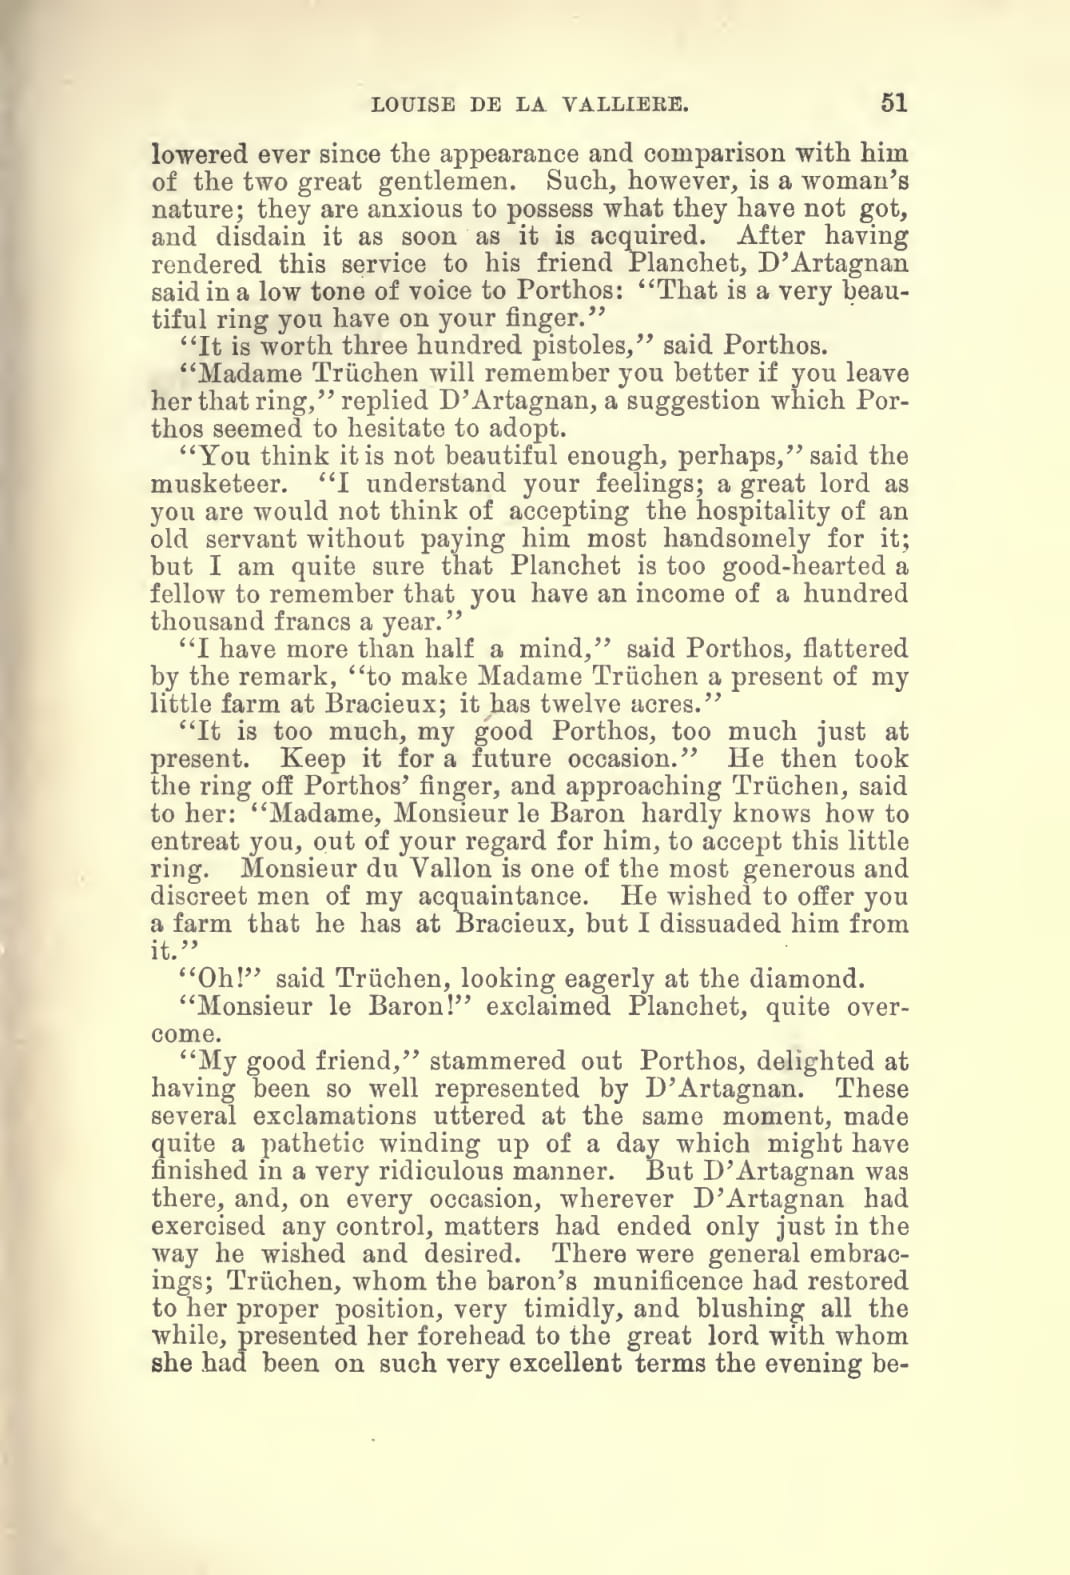 LOUISE DE LA VALLIERE. 51
lowered ever since the appearance and comparison with him
of the two great gentlemen. Such, however, is a woman's
nature; they are anxious to possess what they have not got,
and disdain it as soon as it is acquired. After having
rendered this service to his friend Planchet, D'Artagnan
said in a low tone of voice to Porthos: "That is a very beau-
tiful ring you have on your finger."
"It is worth three hundred pistoles," said Porthos.
"Madame Trüchen will remember you better if you leave
her that ring," replied D'Artagnan, a suggestion which Por-
thos seemed to hesitate to adopt.
"You think it is not beautiful enough, perhaps," said the
musketeer. "I understand your feelings; a great lord as
you are would not think of accepting the hospitality of an
old servant without paying him most handsomely for it;
but I am quite sure that Planchet is too good-hearted a
fellow to remember that you have an income of a hundred
thousand francs a year."
"I have more than half a mind," said Porthos, flattered
by the remark, "to make Madame Trüchen a present of my
little farm at Bracieux; it has twelve acres."
"It is too much, my good Porthos, too much just at
present. Keep it for a future occasion." He then took
the ring off Porthos' finger, and approaching Trüchen, said
to her: "Madame, Monsieur le Baron hardly knows how to
entreat you, out of your regard for him, to accept this little
ring. Monsieur du Vallon is one of the most generous and
discreet men of my acquaintance. He wished to offer you
a farm that he has at Bracieux, but I dissuaded him from
it."
"Oh!" said Trüchen, looking eagerly at the diamond.
"Monsieur le Baron!" exclaimed Planchet, quite over-
come.
"My good friend," stammered out Porthos, delighted at
having been so well represented by D'Artagnan. These
several exclamations uttered at the same moment, made
quite a pathetic winding up of a day which might have
finished in a very ridiculous manner. But D'Artagnan was
there, and, on every occasion, wherever D'Artagnan had
exercised any control, matters had ended only just in the
way he wished and desired. There were general embrac-
ings; Trüchen, whom the baron's munificence had restored
to her proper position, very timidly, and blushing all the
while, presented her forehead to the great lord with whom
she had been on such very excellent terms the evening be-